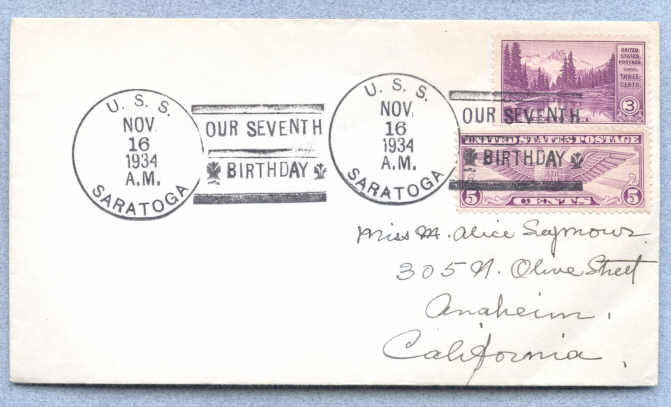 U. S. S.
NOV.
16
1934
A.M.
SARATOGA
OUR SEVENTH
BIRTHDAY
U. S. S.
NOV.
16
1934
A.M.
SARATOGA
OUR SEVENTH
BIRTHDAY
UNITED
STATES
POSTAGE
THREE
CENTS
3
UNITED STATES POSTAGE
5 CENTS 5
Miss M. Alice Seymour
305 N. Olive Street
Anaheim,
California,